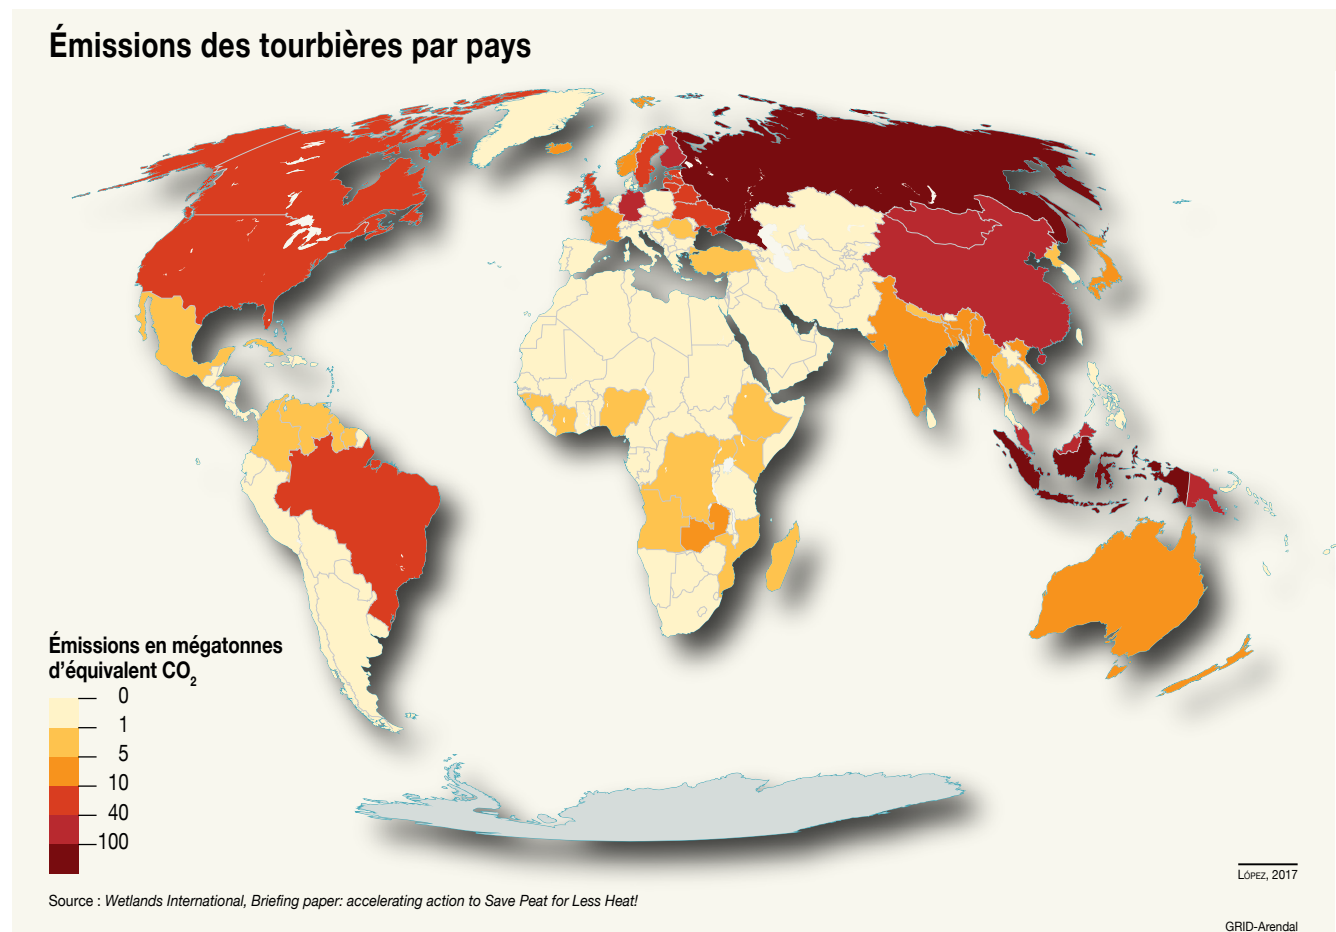 Émissions des tourbières par pays
Émissions en mégatonnes
d’équivalent CO₂
0
1
5
10
40
100
LÓPEZ, 2017
Source : Wetlands International, Briefing paper: accelerating action to Save Peat for Less Heat!
GRID-Arendal